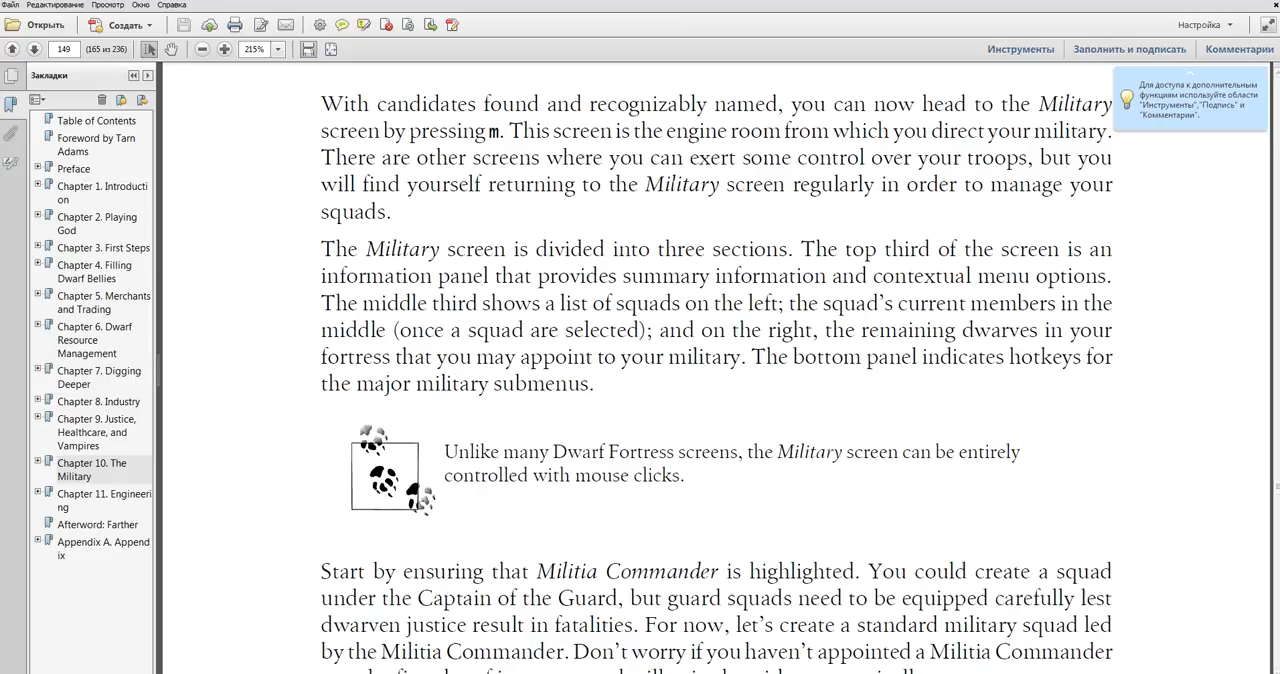 Файл Редактирование Просмотр Окно Справка
Открыть Создать Настройка
149 (165 из 236) 215% Инструменты Заполнить и подписать Комментарии
Закладки
Table of Contents
Foreword by Tarn
Adams
Preface
Chapter 1. Introducti
on
Chapter 2. Playing
God
Chapter 3. First Steps
Chapter 4. Filling
Dwarf Bellies
Chapter 5. Merchants
and Trading
Chapter 6. Dwarf
Resource
Management
Chapter 7. Digging
Deeper
Chapter 8. Industry
Chapter 9. Justice,
Healthcare, and
Vampires
Chapter 10. The
Military
Chapter 11. Engineeri
ng
Afterword: Farther
Appendix A. Append
ix
With candidates found and recognizably named, you can now head to the Military
screen by pressing m. This screen is the engine room from which you direct your military.
There are other screens where you can exert some control over your troops, but you
will find yourself returning to the Military screen regularly in order to manage your
squads.
The Military screen is divided into three sections. The top third of the screen is an
information panel that provides summary information and contextual menu options.
The middle third shows a list of squads on the left; the squad's current members in the
middle (once a squad are selected); and on the right, the remaining dwarves in your
fortress that you may appoint to your military. The bottom panel indicates hotkeys for
the major military submenus.
Unlike many Dwarf Fortress screens, the Military screen can be entirely
controlled with mouse clicks.
Start by ensuring that Militia Commander is highlighted. You could create a squad
under the Captain of the Guard, but guard squads need to be equipped carefully lest
dwarven justice result in fatalities. For now, let's create a standard military squad led
by the Militia Commander. Don't worry if you haven't appointed a Militia Commander
Для доступа к дополнительным
функциям используйте области
"Инструменты","Подпись" и
"Комментарии".